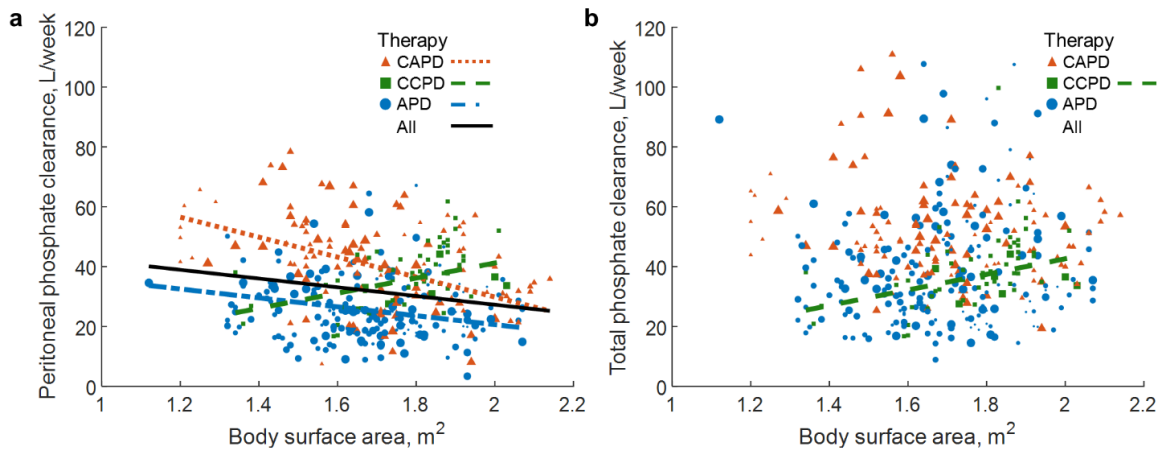 a
Peritoneal phosphate clearance, L/week
120
100
80
60
40
20
0
1
1.2
1.4
1.6
1.8
2
2.2
Body surface area, m²
Therapy
CAPD
CCPD
APD
All
b
Total phosphate clearance, L/week
120
100
80
60
40
20
0
1
1.2
1.4
1.6
1.8
2
2.2
Body surface area, m²
Therapy
CAPD
CCPD
APD
All